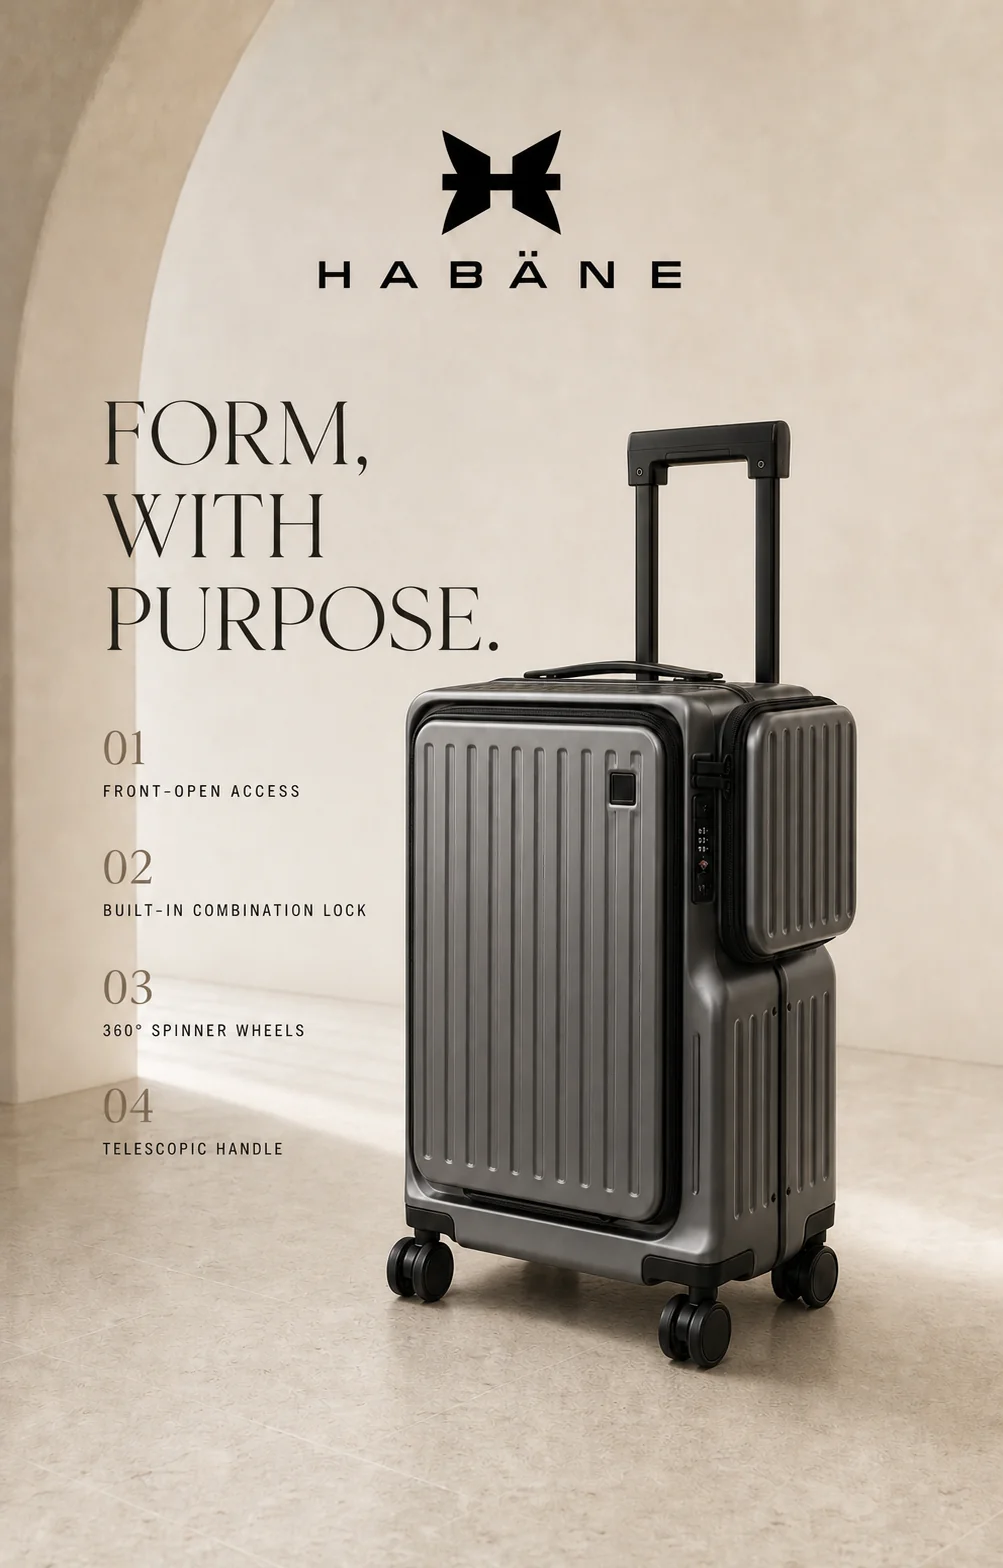 HABÄNE
FORM,
WITH
PURPOSE.
01
FRONT-OPEN ACCESS
02
BUILT-IN COMBINATION LOCK
03
360° SPINNER WHEELS
04
TELESCOPIC HANDLE